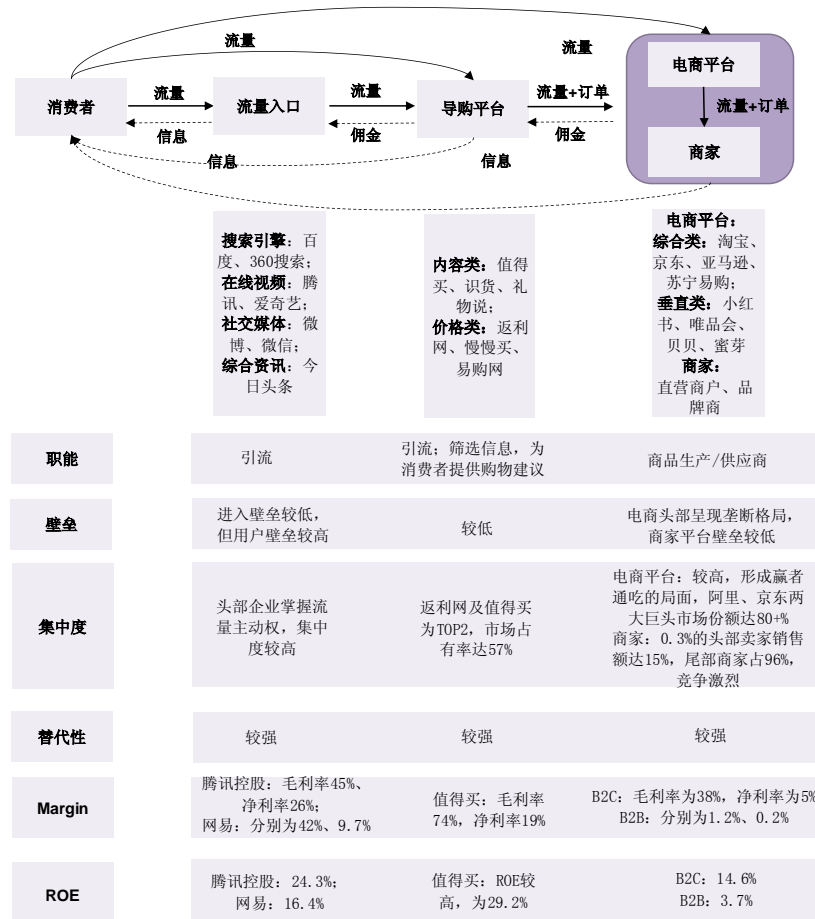 流量
流量
流量
电商平台
消费者
流量
流量入口
流量
导购平台
流量+订单
流量+订单
信息
佣金
佣金
商家
信息
信息
搜索引擎：百
度、360搜索；
在线视频：腾
讯、爱奇艺；
社交媒体：微
博、微信；
综合资讯：今
日头条
内容类：值得
买、识货、礼
物说；
价格类：返利
网、慢慢买、
易购网
电商平台：
综合类：淘宝、
京东、亚马逊、
苏宁易购；
垂直类：小红
书、唯品会、
贝贝、蜜芽
商家：
直营商户、品
牌商
职能
引流
引流；筛选信息，为
消费者提供购物建议
商品生产/供应商
壁垒
进入壁垒较低，
但用户壁垒较高
较低
电商头部呈现垄断格局，
商家平台壁垒较低
集中度
头部企业掌握流
量主动权，集中
度较高
返利网及值得买
为TOP2，市场占
有率达57%
电商平台：较高，形成赢者
通吃的局面，阿里、京东两
大巨头市场份额达80+%
商家：0.3%的头部卖家销售
额达15%，尾部商家占96%，
竞争激烈
替代性
较强
较强
较强
Margin
腾讯控股：毛利率45%、
净利率26%；
网易：分别为42%、9.7%
值得买：毛利率
74%，净利率19%
B2C：毛利率为38%，净利率为5%
B2B：分别为1.2%、0.2%
ROE
腾讯控股：24.3%；
网易：16.4%
值得买：ROE较
高，为29.2%
B2C：14.6%
B2B：3.7%